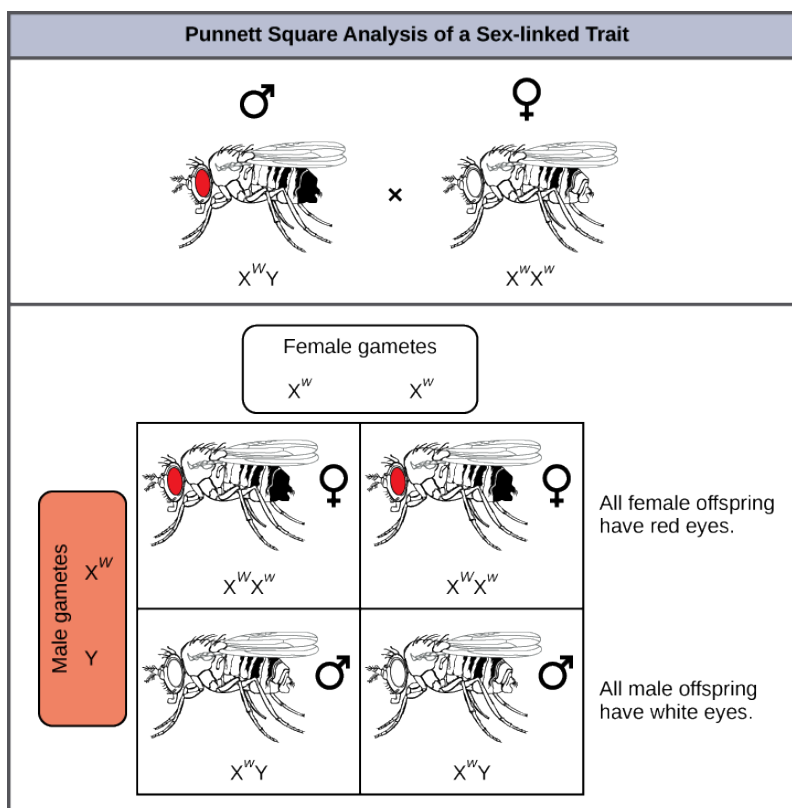 Punnett Square Analysis of a Sex-linked Trait
♂ ♀
×
XᵂY XʷXʷ
Female gametes
Xʷ Xʷ
♀ ♀
All female offspring
have red eyes.
Male gametes
Xᵂ
Y
XᵂXʷ XᵂXʷ
♂ ♂
All male offspring
have white eyes.
XʷY XʷY